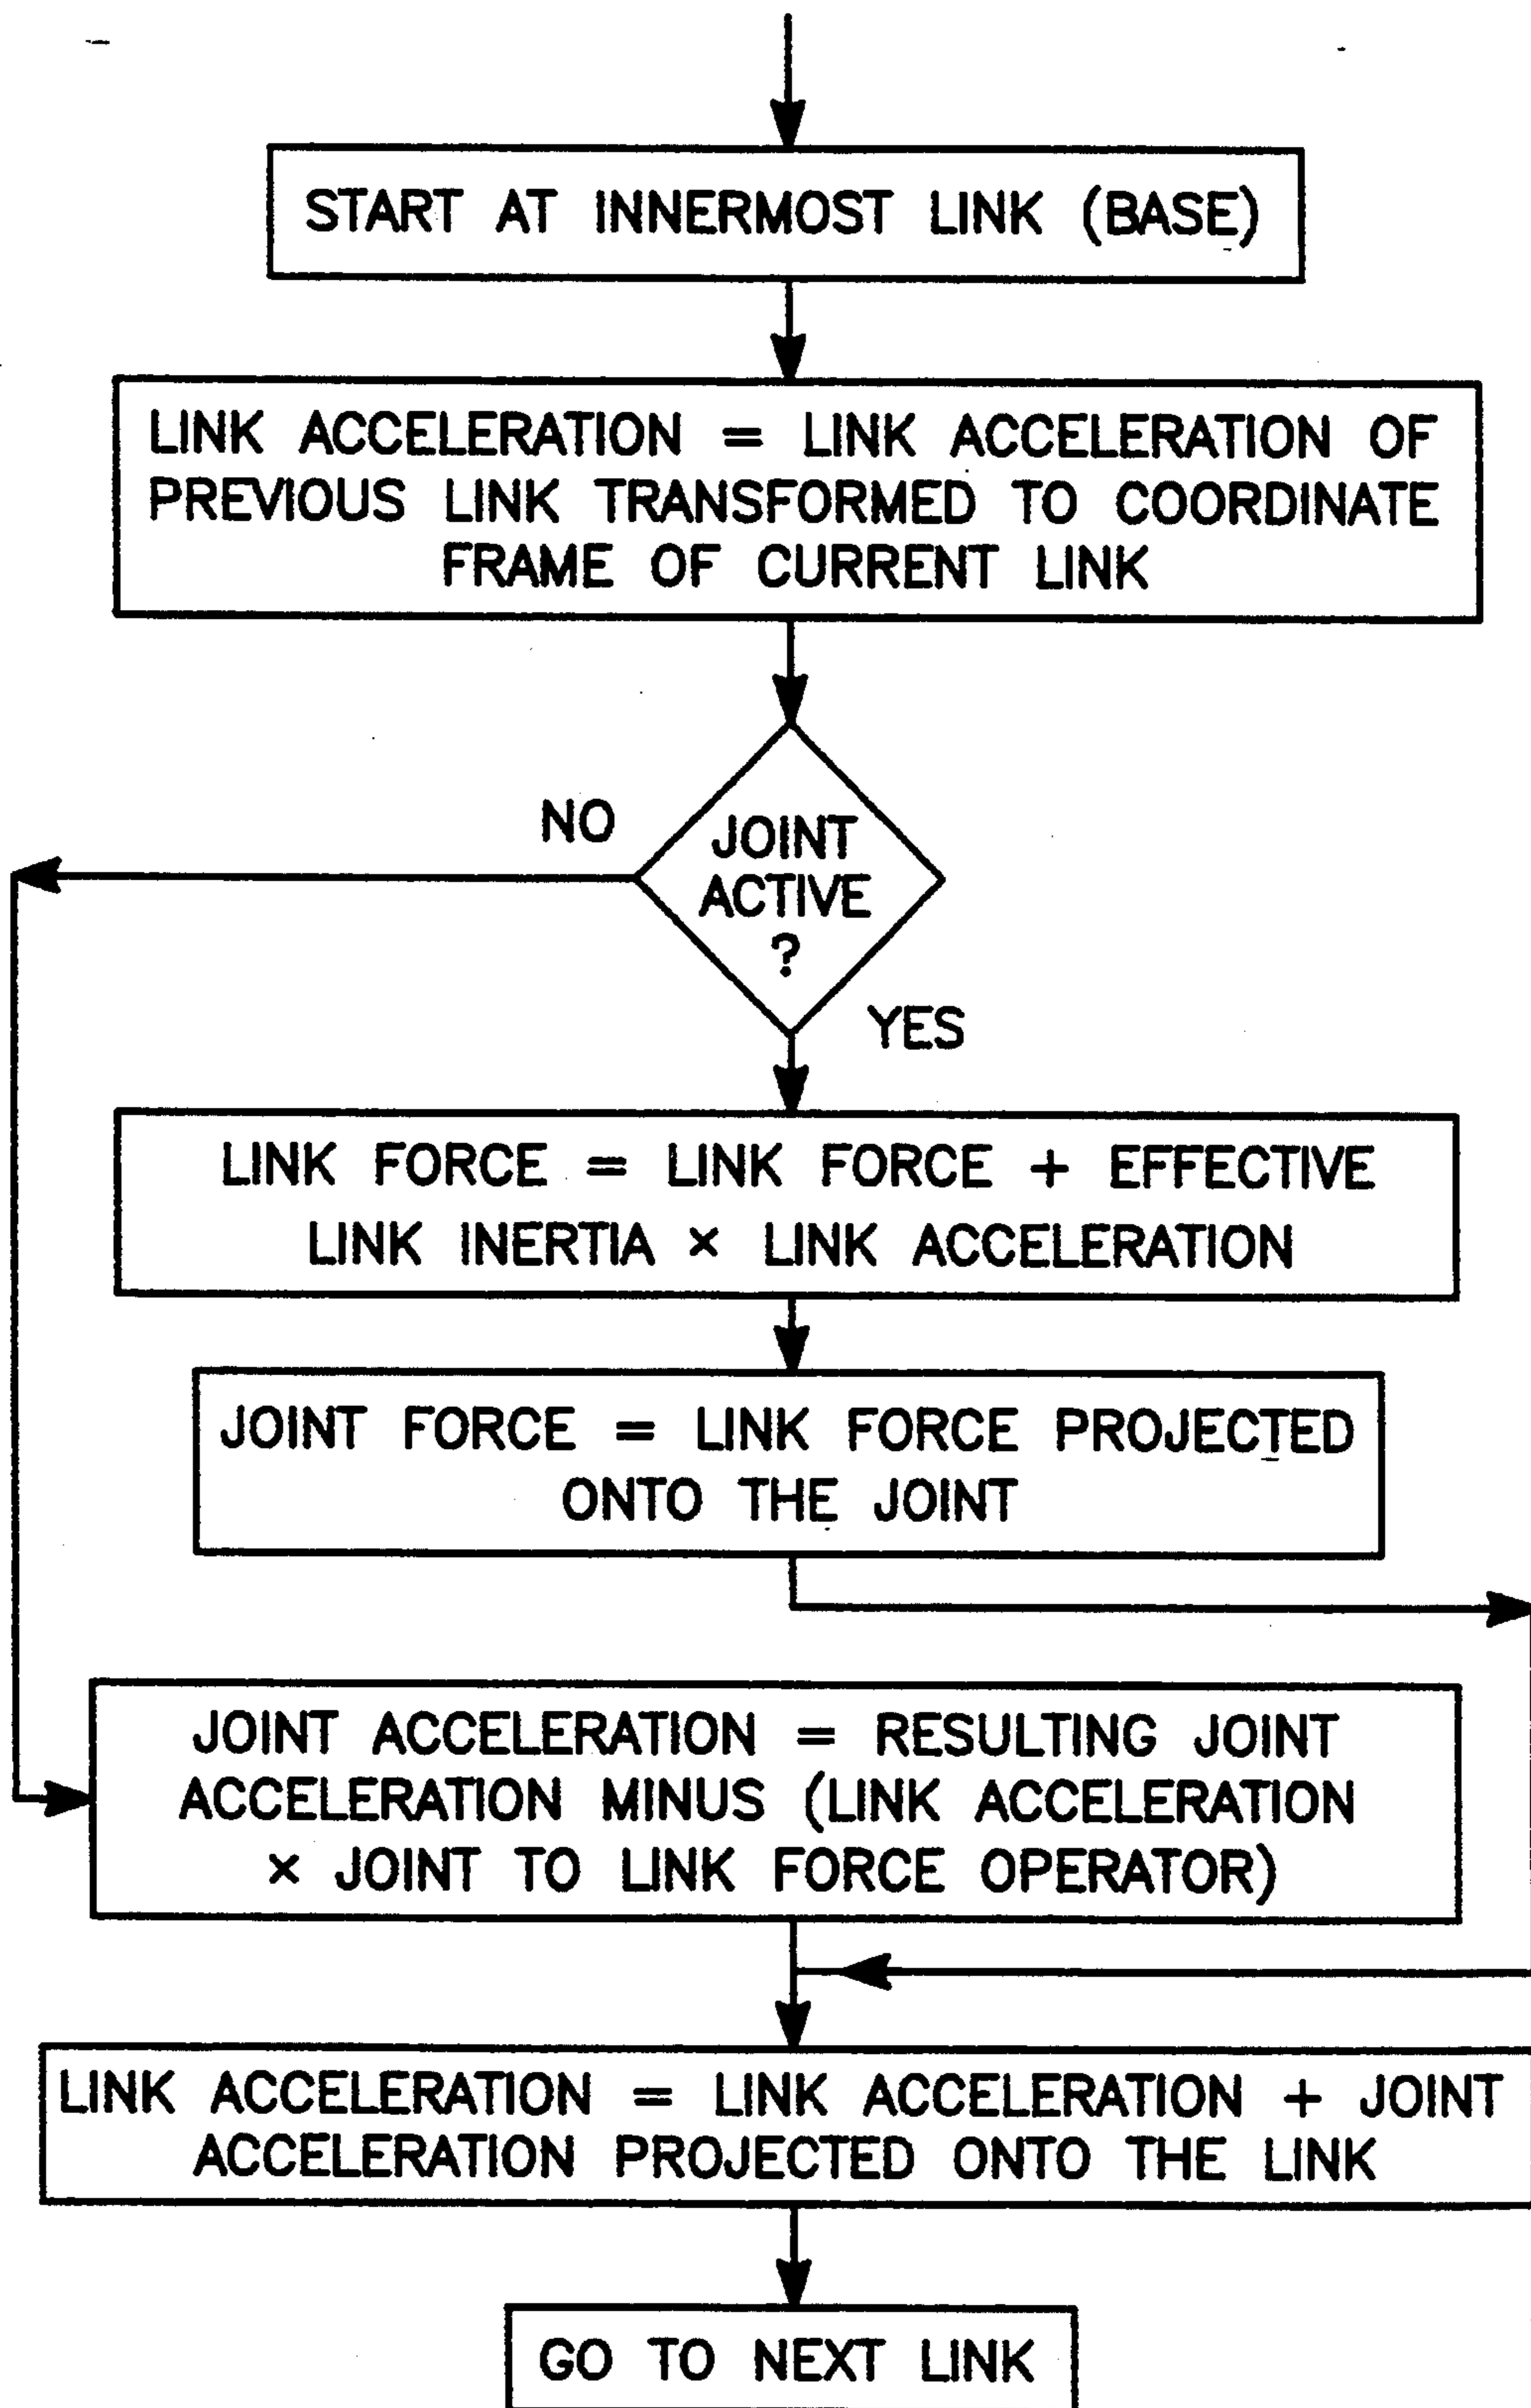 START AT INNERMOST LINK (BASE)
LINK ACCELERATION = LINK ACCELERATION OF
PREVIOUS LINK TRANSFORMED TO COORDINATE
FRAME OF CURRENT LINK
NO
JOINT
ACTIVE
?
YES
LINK FORCE = LINK FORCE + EFFECTIVE
LINK INERTIA × LINK ACCELERATION
JOINT FORCE = LINK FORCE PROJECTED
ONTO THE JOINT
JOINT ACCELERATION = RESULTING JOINT
ACCELERATION MINUS (LINK ACCELERATION
× JOINT TO LINK FORCE OPERATOR)
LINK ACCELERATION = LINK ACCELERATION + JOINT
ACCELERATION PROJECTED ONTO THE LINK
GO TO NEXT LINK